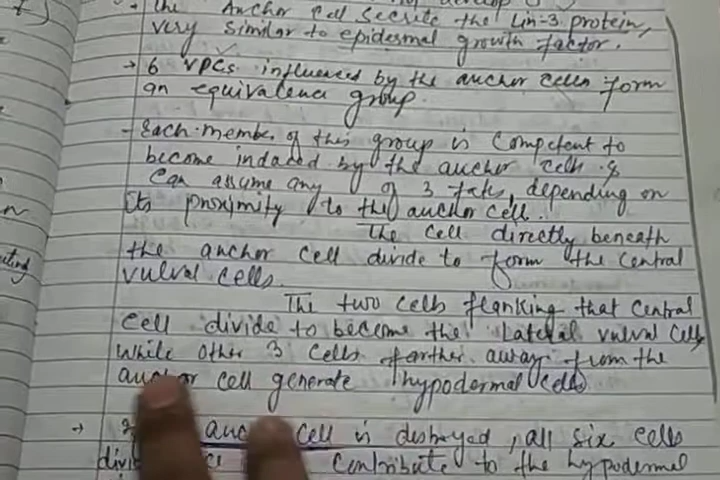 develop
- The Anchor Cell Secrete the Lin-3 protein,
very similar to epidermal growth factor.
→ 6 VPCs influenced by the anchor cells form
an equivalence group.
- Each member of this group is Competent to
become induced by the anchor cell &
can assume any of 3 fates, depending on
its proximity to the anchor cell.
The cell directly beneath
the anchor cell divide to form the Central
vulval cells.
The two cells flanking that central
cell divide to become the lateral vulval cells
While other 3 cells farther away from the
anchor cell generate hypodermal cells.
→ anc cell is destroyed, all six cells
divi contribute to the hypodermal